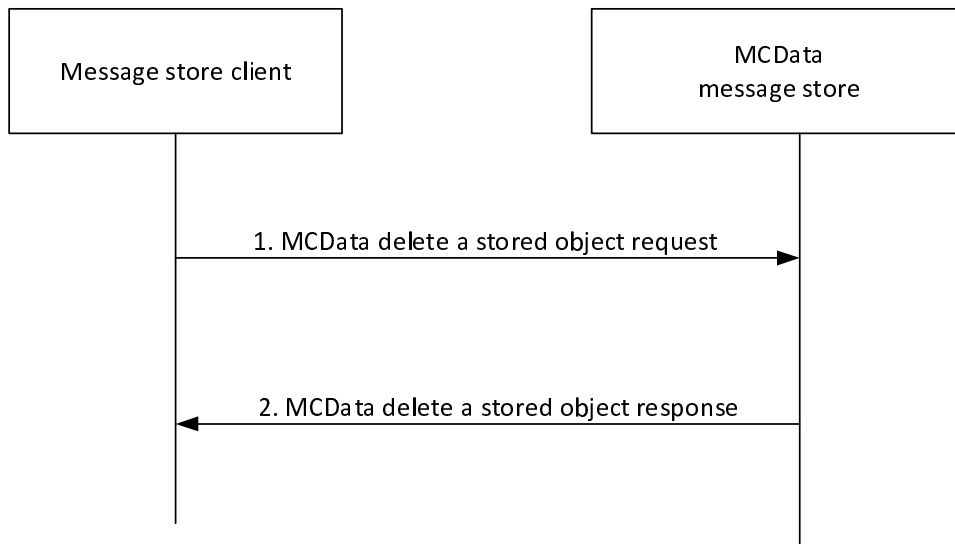 Message store client
MCData
message store
1. MCData delete a stored object request
2. MCData delete a stored object response